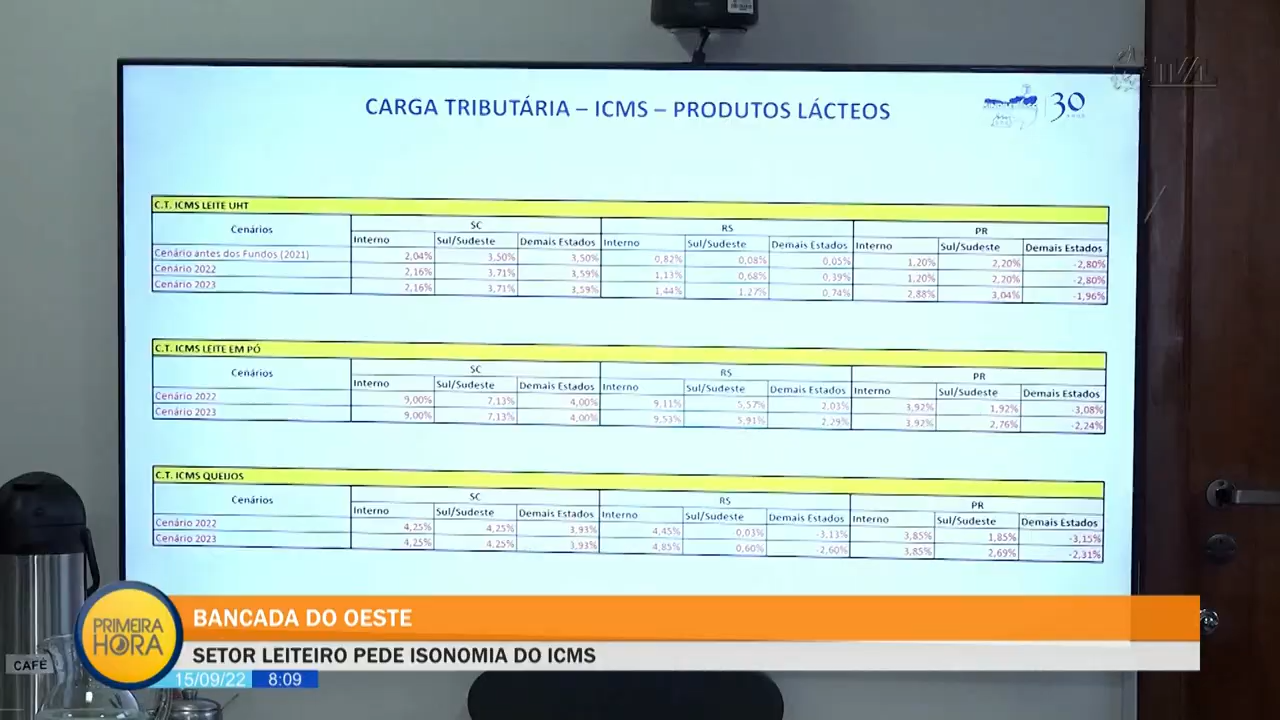 CARGA TRIBUTÁRIA – ICMS – PRODUTOS LÁCTEOS
30
C.T. ICMS LEITE UHT
Cenários SC RS PR
Interno Sul/Sudeste Demais Estados Interno Sul/Sudeste Demais Estados Interno Sul/Sudeste Demais Estados
Cenário antes dos Fundos (2021) 2,04% 3,50% 3,50% 0,82% 0,08% 0,05% 1,20% 2,20% -2,80%
Cenário 2022 2,16% 3,71% 3,59% 1,13% 0,68% 0,39% 1,20% 2,20% -2,80%
Cenário 2023 2,16% 3,71% 3,59% 1,44% 1,27% 0,74% 2,88% 3,04% -1,96%
C.T. ICMS LEITE EM PÓ
Cenários SC RS PR
Interno Sul/Sudeste Demais Estados Interno Sul/Sudeste Demais Estados Interno Sul/Sudeste Demais Estados
Cenário 2022 9,00% 7,13% 4,00% 9,11% 5,57% 2,03% 3,92% 1,92% -3,08%
Cenário 2023 9,00% 7,13% 4,00% 9,53% 5,91% 2,29% 3,92% 2,76% -2,24%
C.T. ICMS QUEIJOS
Cenários SC RS PR
Interno Sul/Sudeste Demais Estados Interno Sul/Sudeste Demais Estados Interno Sul/Sudeste Demais Estados
Cenário 2022 4,25% 4,25% 3,93% 4,45% 0,03% -3,13% 3,85% 1,85% -3,15%
Cenário 2023 4,25% 4,25% 3,93% 4,85% 0,60% -2,60% 3,85% 2,69% -2,31%
PRIMEIRA
HORA
BANCADA DO OESTE
SETOR LEITEIRO PEDE ISONOMIA DO ICMS
15/09/22 8:09
CAFÉ